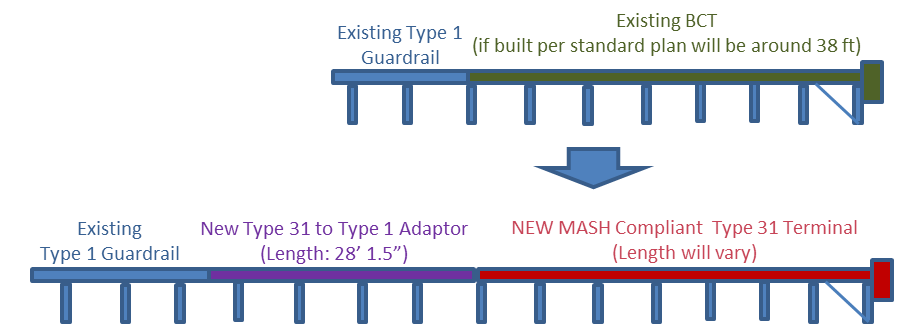 Existing Type 1
Guardrail
Existing BCT
(if built per standard plan will be around 38 ft)
Existing
Type 1 Guardrail
New Type 31 to Type 1 Adaptor
(Length: 28’ 1.5”)
NEW MASH Compliant  Type 31 Terminal
(Length will vary)